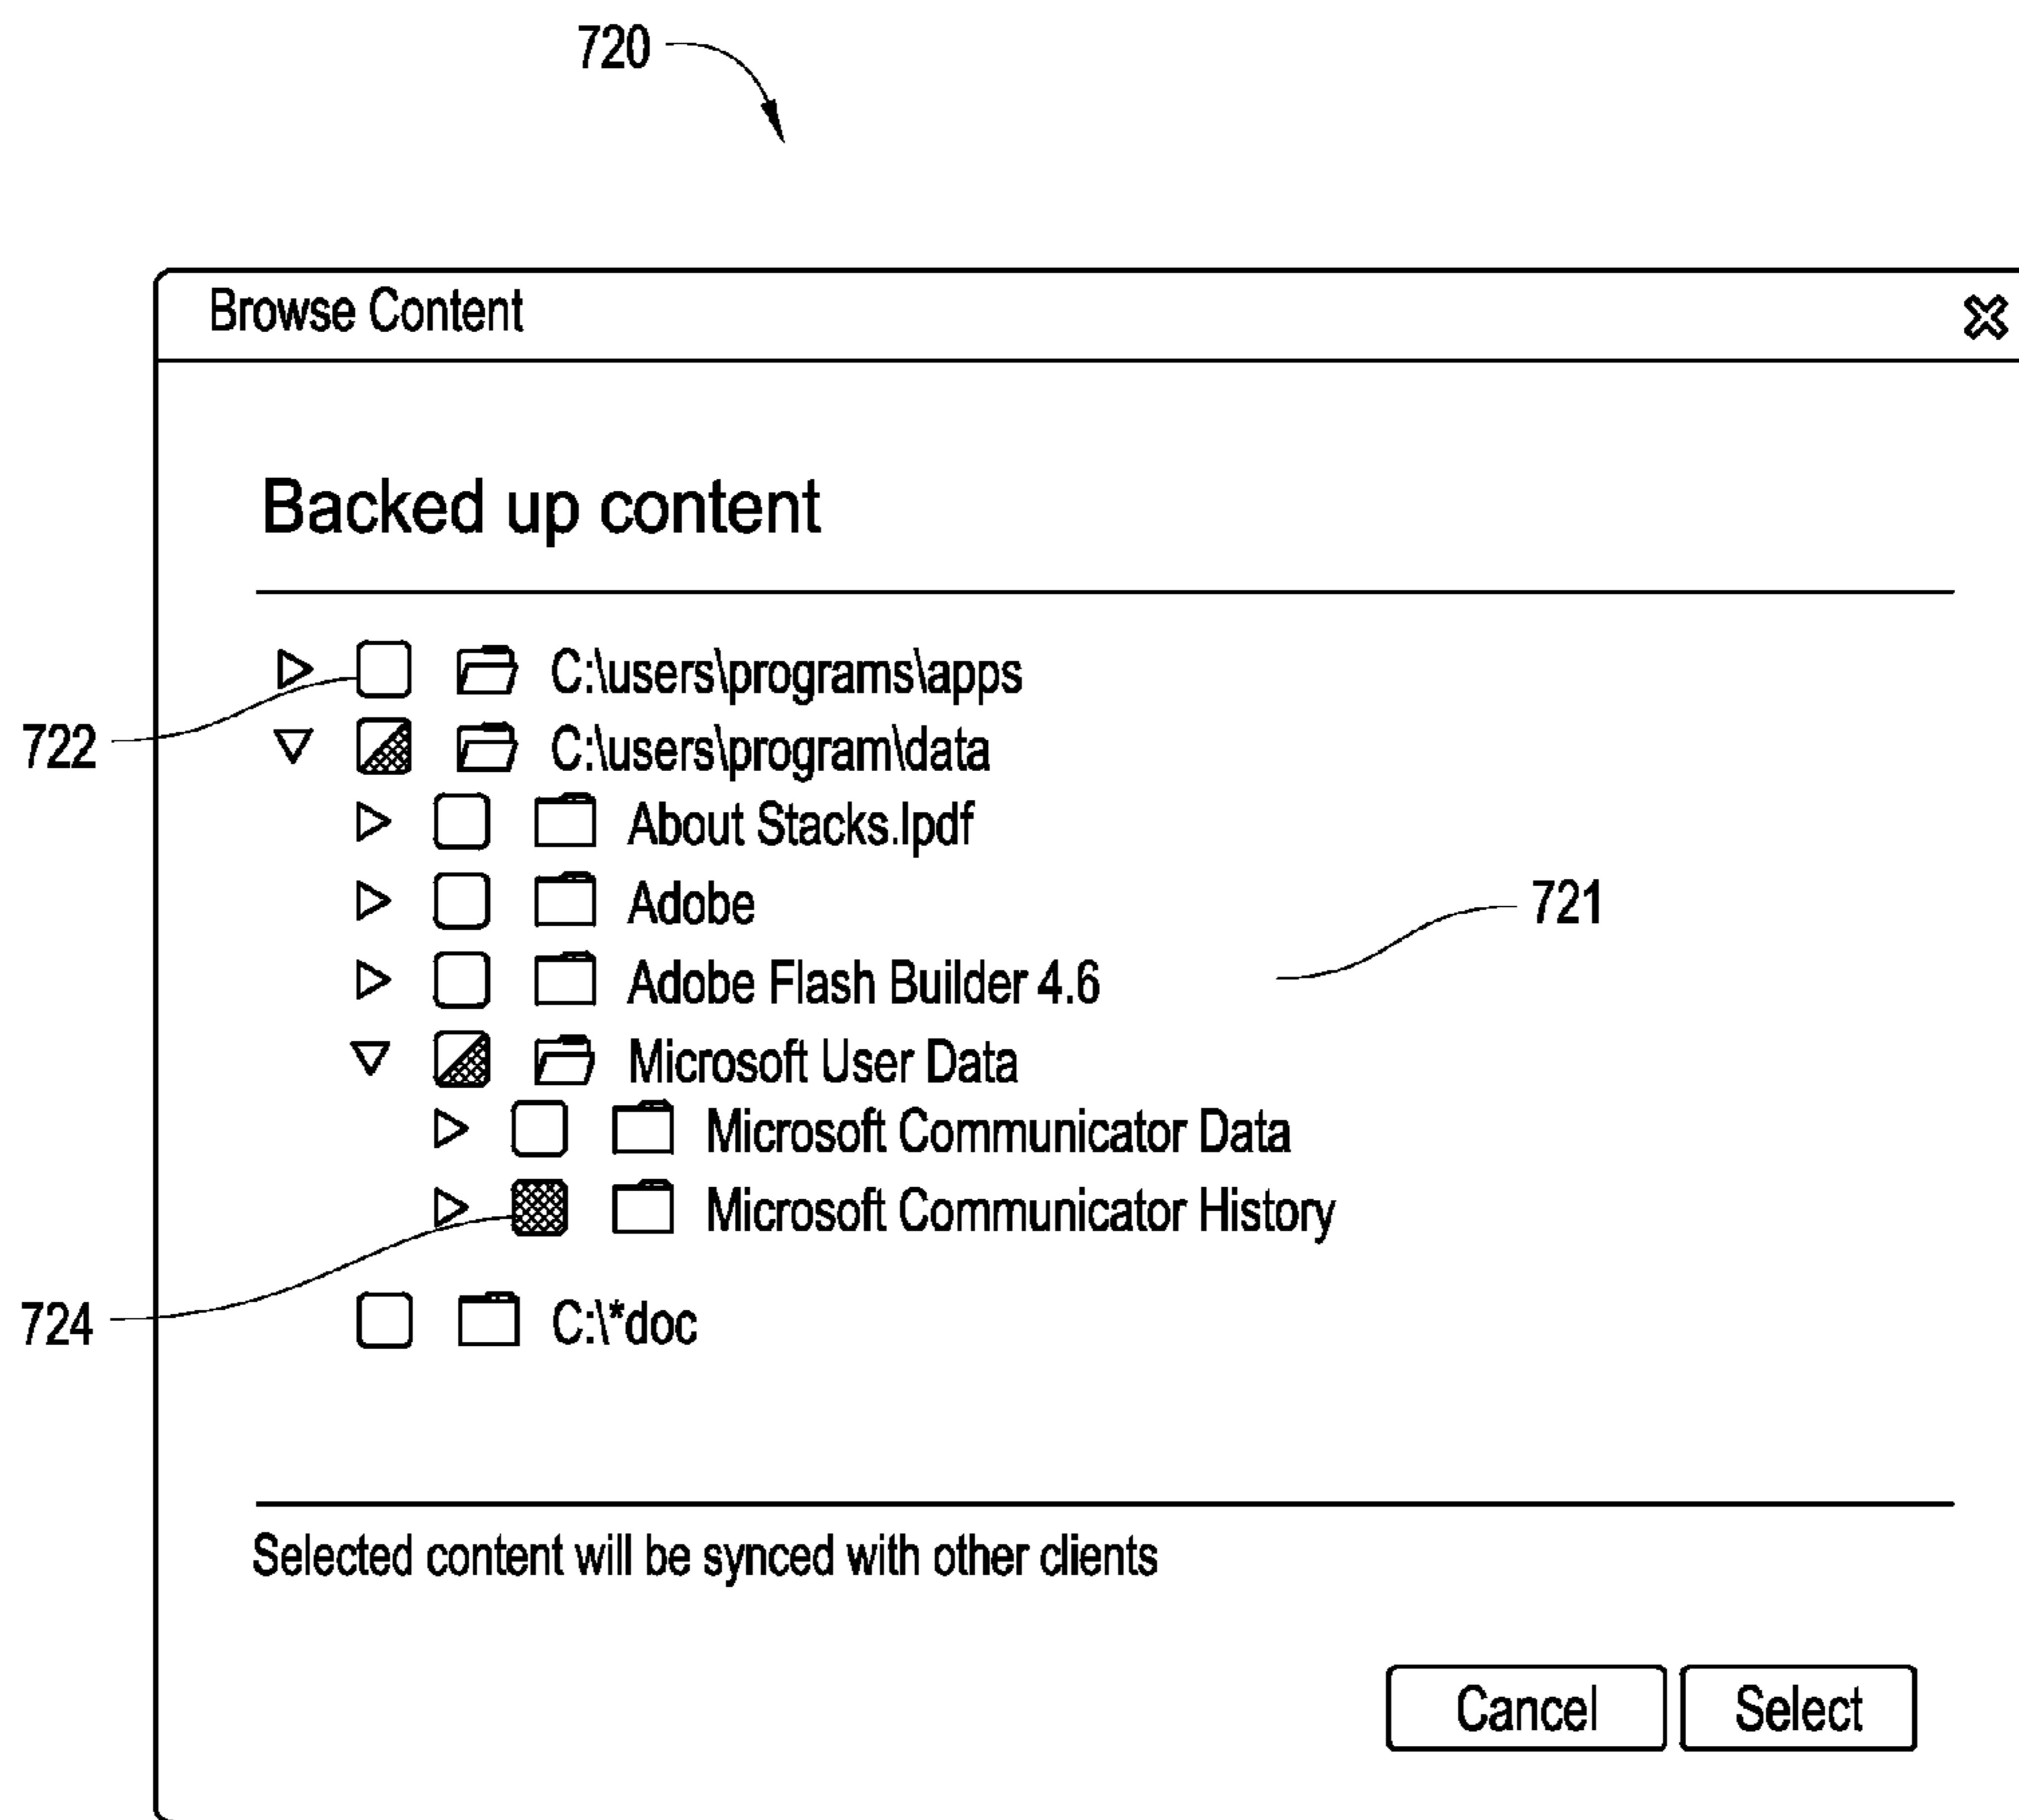 720
Browse Content
Backed up content
C:\users\programs\apps
722
C:\users\program\data
About Stacks.lpdf
Adobe
721
Adobe Flash Builder 4.6
Microsoft User Data
Microsoft Communicator Data
Microsoft Communicator History
724
C:\*doc
Selected content will be synced with other clients
Cancel
Select